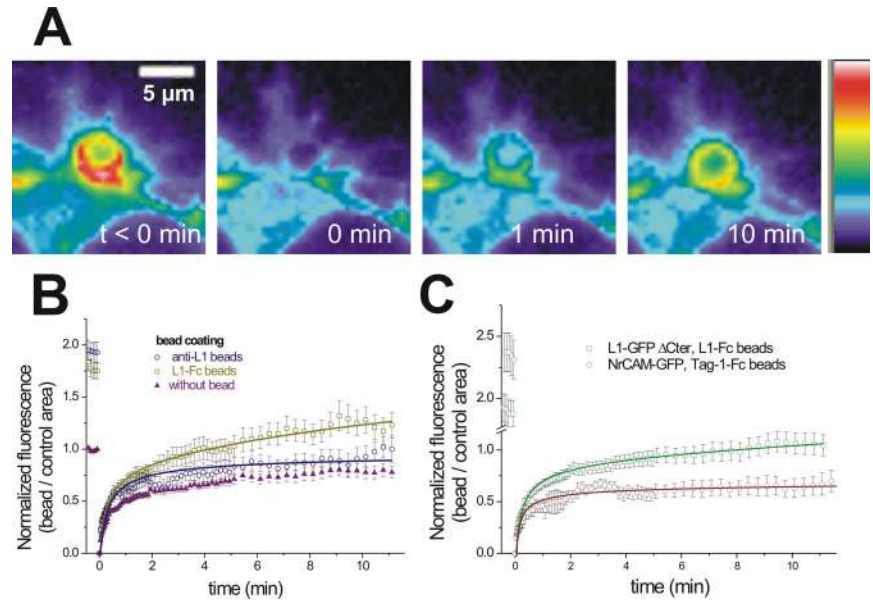 A
5 µm
t < 0 min
0 min
1 min
10 min
B
Normalized fluorescence
(bead / control area)
2.0
1.5
1.0
0.5
0.0
bead coating
anti-L1 beads
L1-Fc beads
without bead
0 2 4 6 8 10
time (min)
C
Normalized fluorescence
(bead / control area)
2.5
2.0
1.0
0.5
0.0
L1-GFP ΔCter, L1-Fc beads
NrCAM-GFP, Tag-1-Fc beads
0 2 4 6 8 10
time (min)